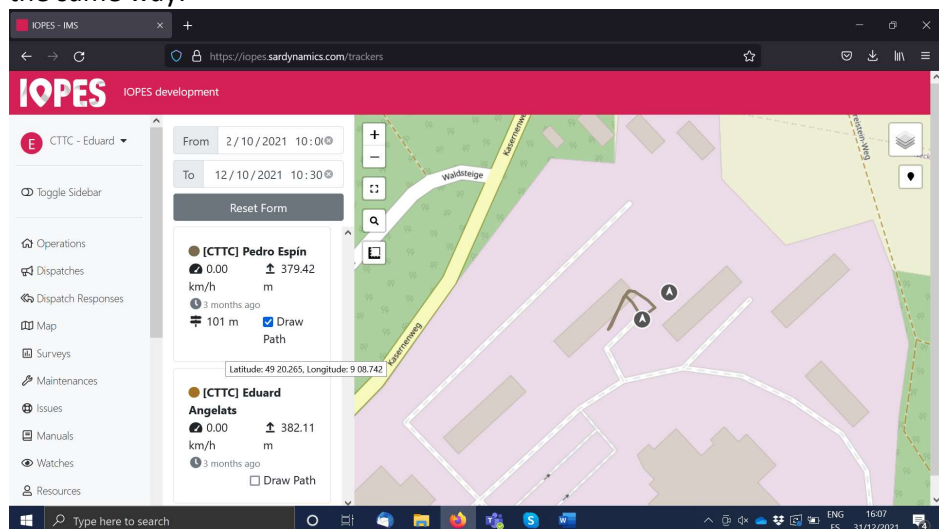 the same way.
IOPES - IMS
https://iopes.sardynamics.com/trackers
IOPES
IOPES development
E
CTTC - Eduard
Toggle Sidebar
Operations
Dispatches
Dispatch Responses
Map
Surveys
Maintenances
Issues
Manuals
Watches
Resources
From 2/10/2021 10:0(
To 12/10/2021 10:30
Reset Form
[CTTC] Pedro Espín
0.00 379.42
km/h m
3 months ago
101 m Draw
Path
Latitude: 49 20.265, Longitude: 9 08.742
[CTTC] Eduard
Angelats
0.00 382.11
km/h m
3 months ago
Draw Path
+
−
Kasernenweg
Waldsteige
Kasernenweg
Type here to search
ENG 16:07
ES 31/12/2021